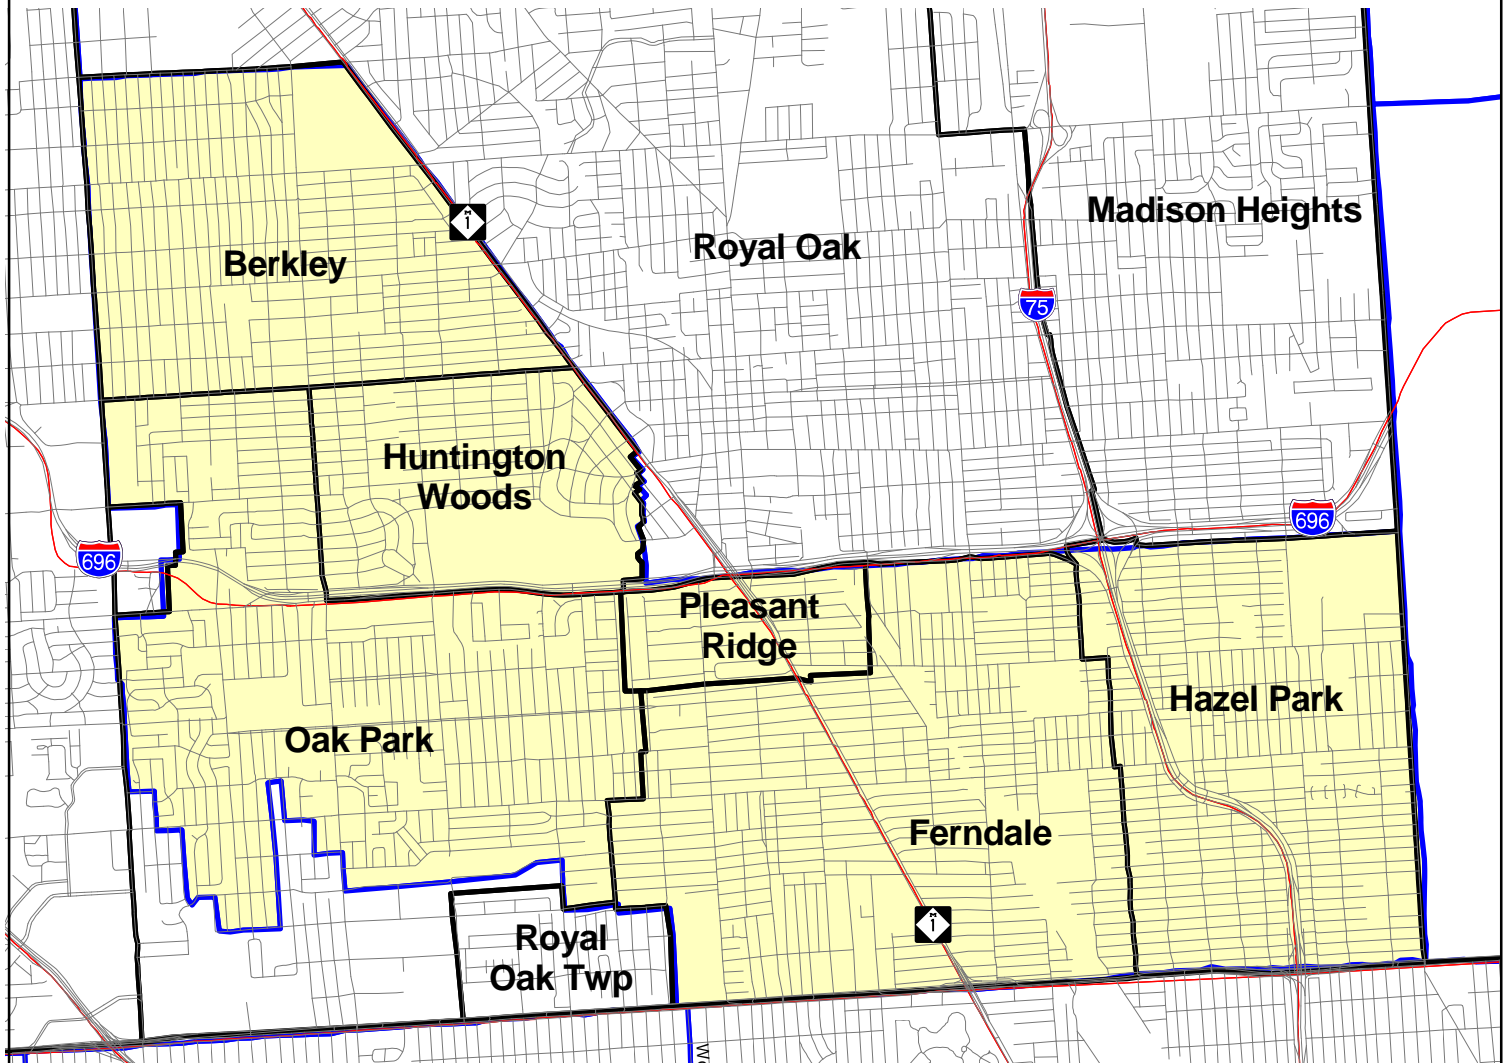 Madison Heights
M
1
Royal Oak
Berkley
75
Huntington
Woods
696
696
Pleasant
Ridge
Hazel Park
Oak Park
Ferndale
M
1
Royal
Oak Twp